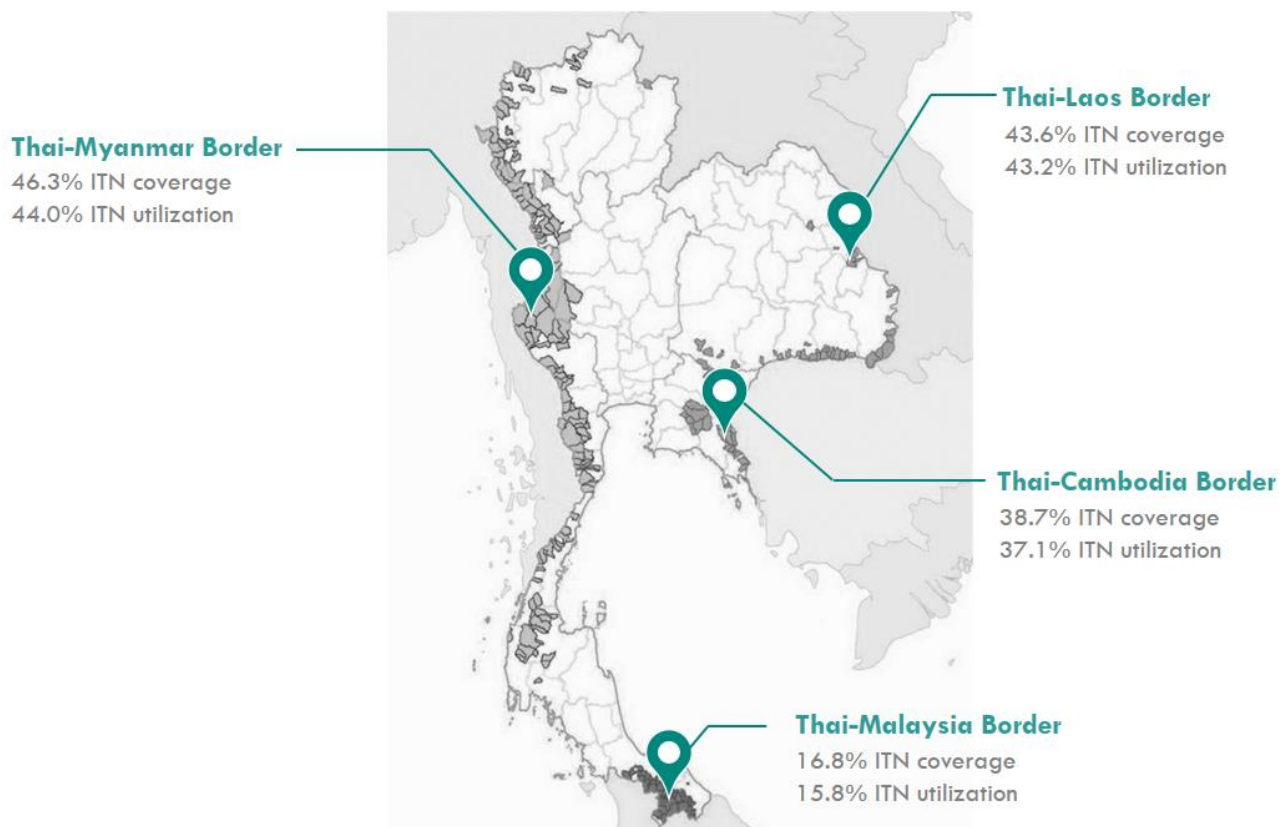 Thai-Laos Border
43.6% ITN coverage
43.2% ITN utilization
Thai-Myanmar Border
46.3% ITN coverage
44.0% ITN utilization
Thai-Cambodia Border
38.7% ITN coverage
37.1% ITN utilization
Thai-Malaysia Border
16.8% ITN coverage
15.8% ITN utilization